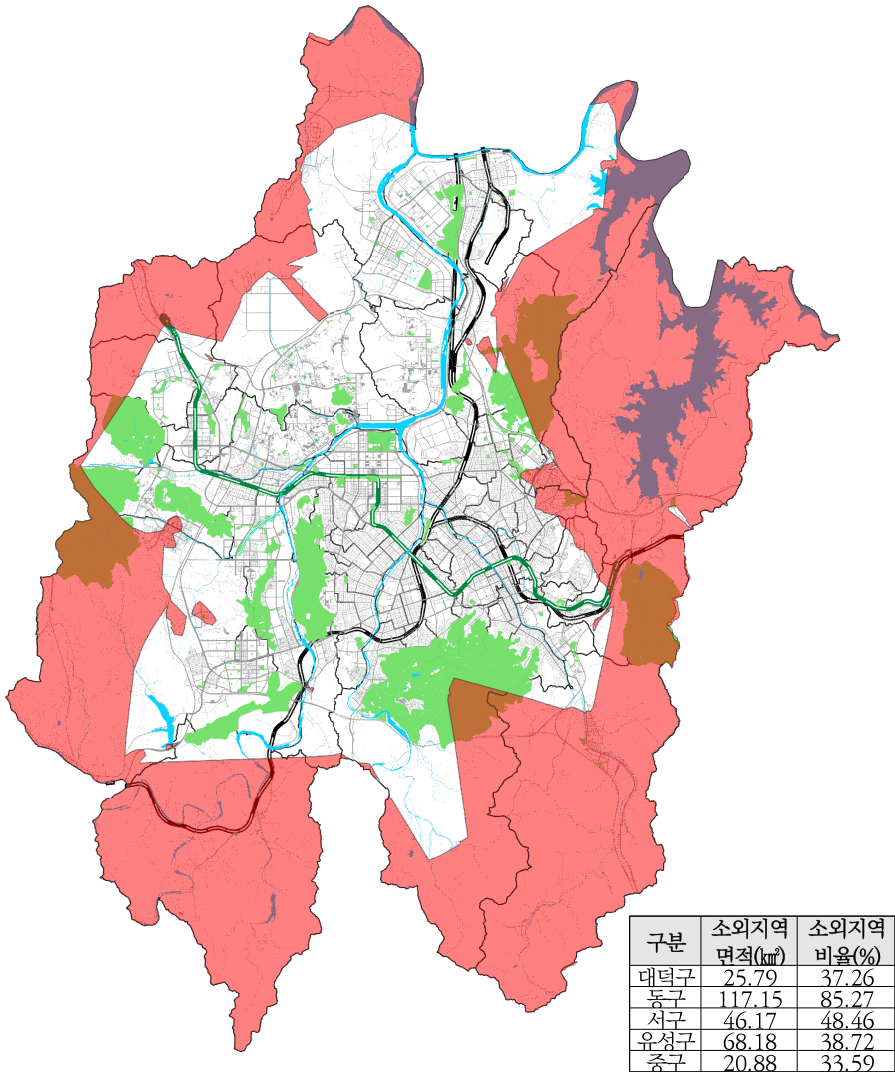 구분 소외지역 면적(㎢) 소외지역 비율(%)
대덕구 25.79 37.26
동구 117.15 85.27
서구 46.17 48.46
유성구 68.18 38.72
중구 20.88 33.59